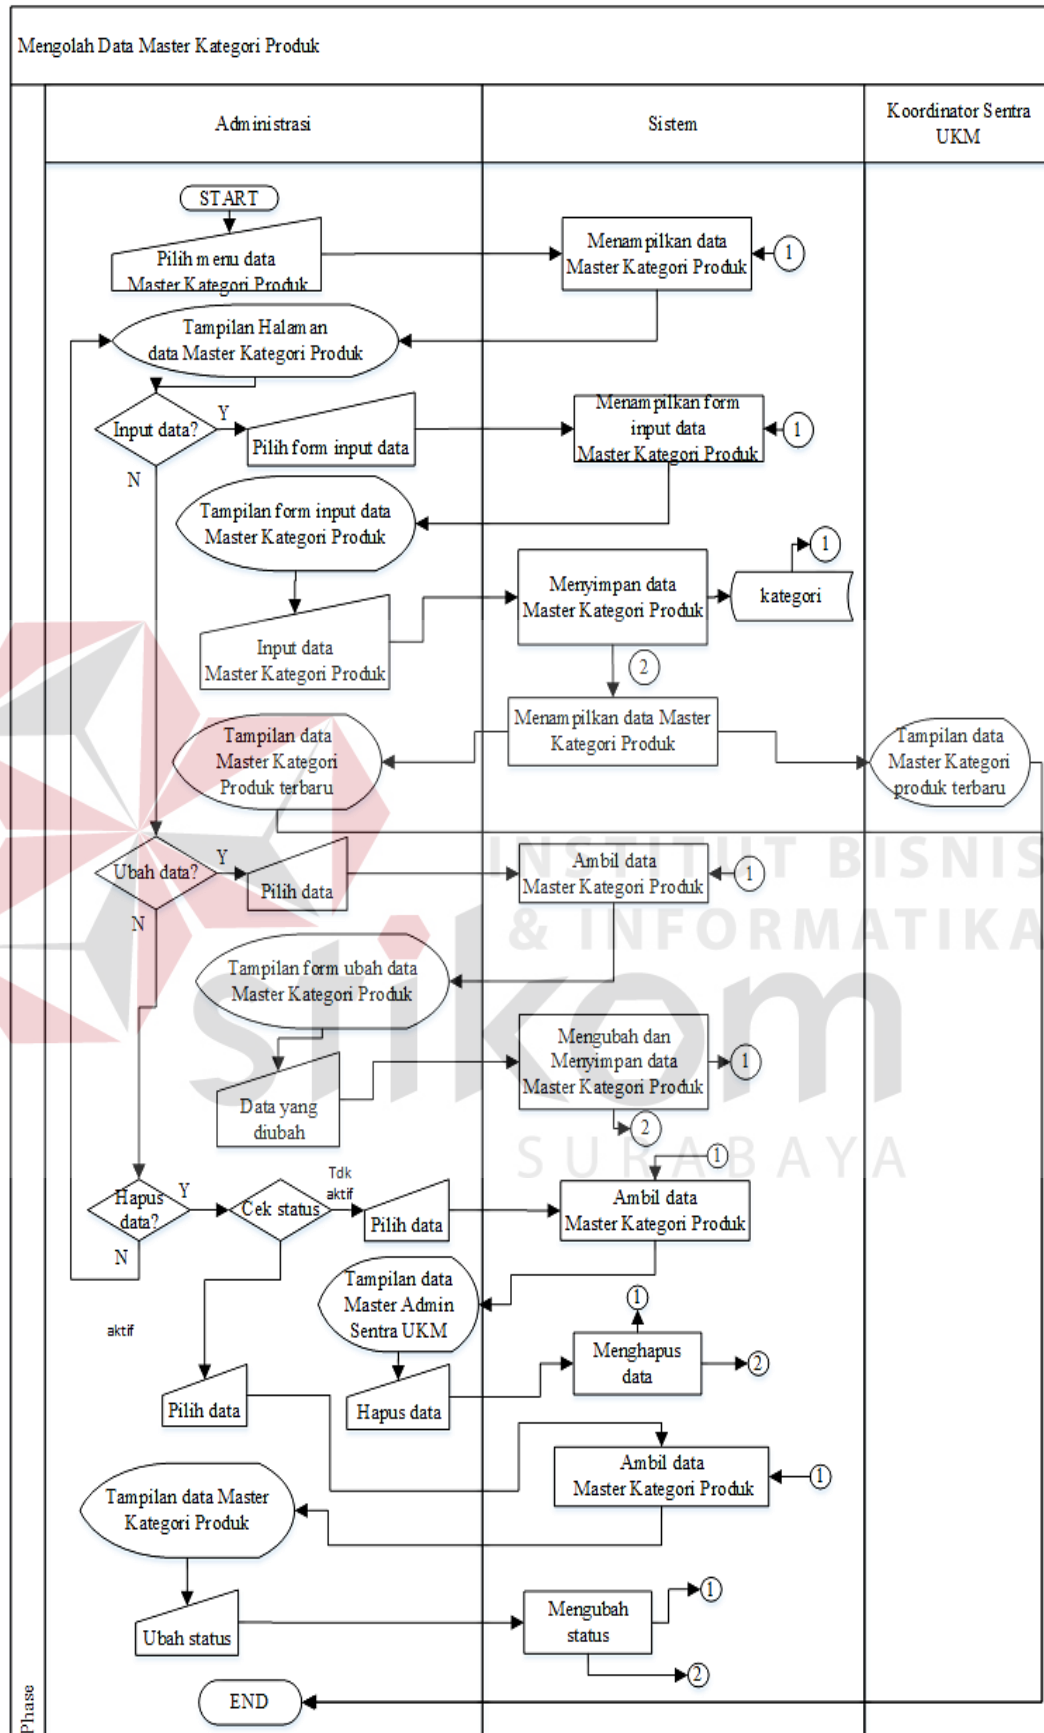 Mengolah Data Master Kategori Produk
Administrasi
Sistem
Koordinator Sentra
UKM
START
Pilih menu data
Master Kategori Produk
Menampilkan data
Master Kategori Produk
1
Tampilan Halaman
data Master Kategori Produk
Input data?
Y
N
Pilih form input data
Menampilkan form
input data
Master Kategori Produk
1
Tampilan form input data
Master Kategori Produk
1
Menyimpan data
Master Kategori Produk
kategori
Input data
Master Kategori Produk
2
Menampilkan data Master
Kategori Produk
Tampilan data
Master Kategori
Produk terbaru
Tampilan data
Master Kategori
produk terbaru
Ubah data?
Y
N
Pilih data
Ambil data
Master Kategori Produk
1
INSTITUT BISNIS
& INFORMATIKA
stikom
SURABAYA
Tampilan form ubah data
Master Kategori Produk
Mengubah dan
Menyimpan data
Master Kategori Produk
1
Data yang
diubah
2
1
Hapus
data?
Y
N
Cek status
Tdk
aktif
Pilih data
Ambil data
Master Kategori Produk
Tampilan data
Master Admin
Sentra UKM
1
aktif
Menghapus
data
2
Pilih data
Hapus data
Ambil data
Master Kategori Produk
1
Tampilan data Master
Kategori Produk
Ubah status
Mengubah
status
1
2
END
Phase